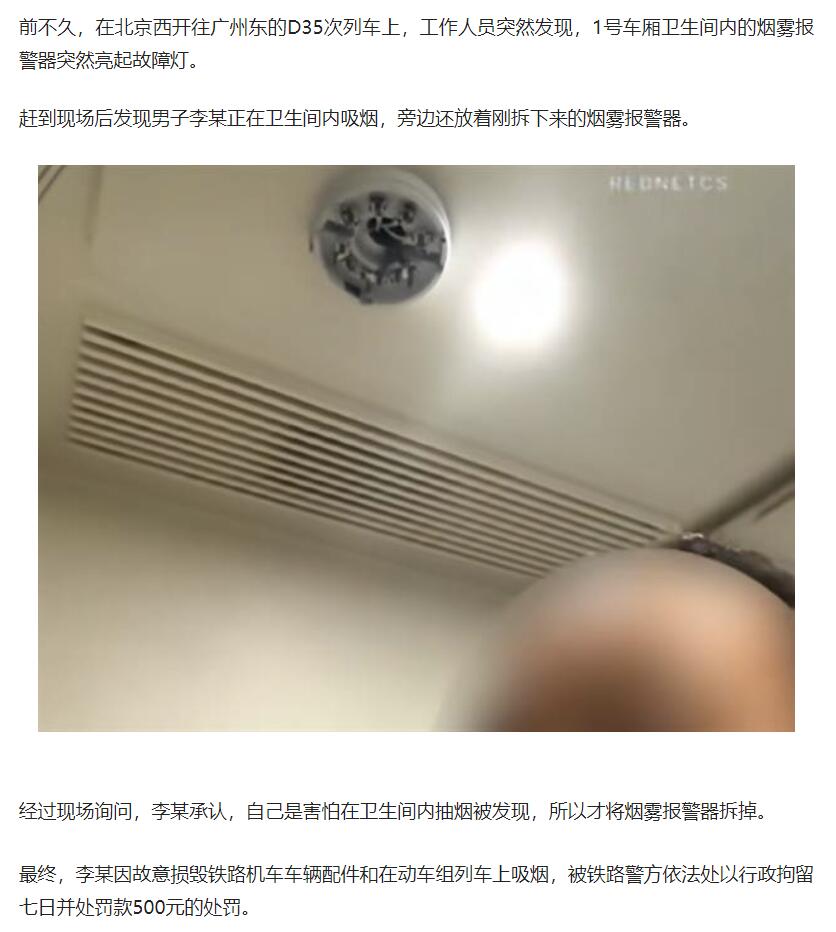 前不久，在北京西开往广州东的D35次列车上，工作人员突然发现，1号车厢卫生间内的烟雾报
警器突然亮起故障灯。
赶到现场后发现男子李某正在卫生间内吸烟，旁边还放着刚拆下来的烟雾报警器。
REDNETCS
经过现场询问，李某承认，自己是害怕在卫生间内抽烟被发现，所以才将烟雾报警器拆掉。
最终，李某因故意损毁铁路机车车辆配件和在动车组列车上吸烟，被铁路警方依法处以行政拘留
七日并处罚款500元的处罚。